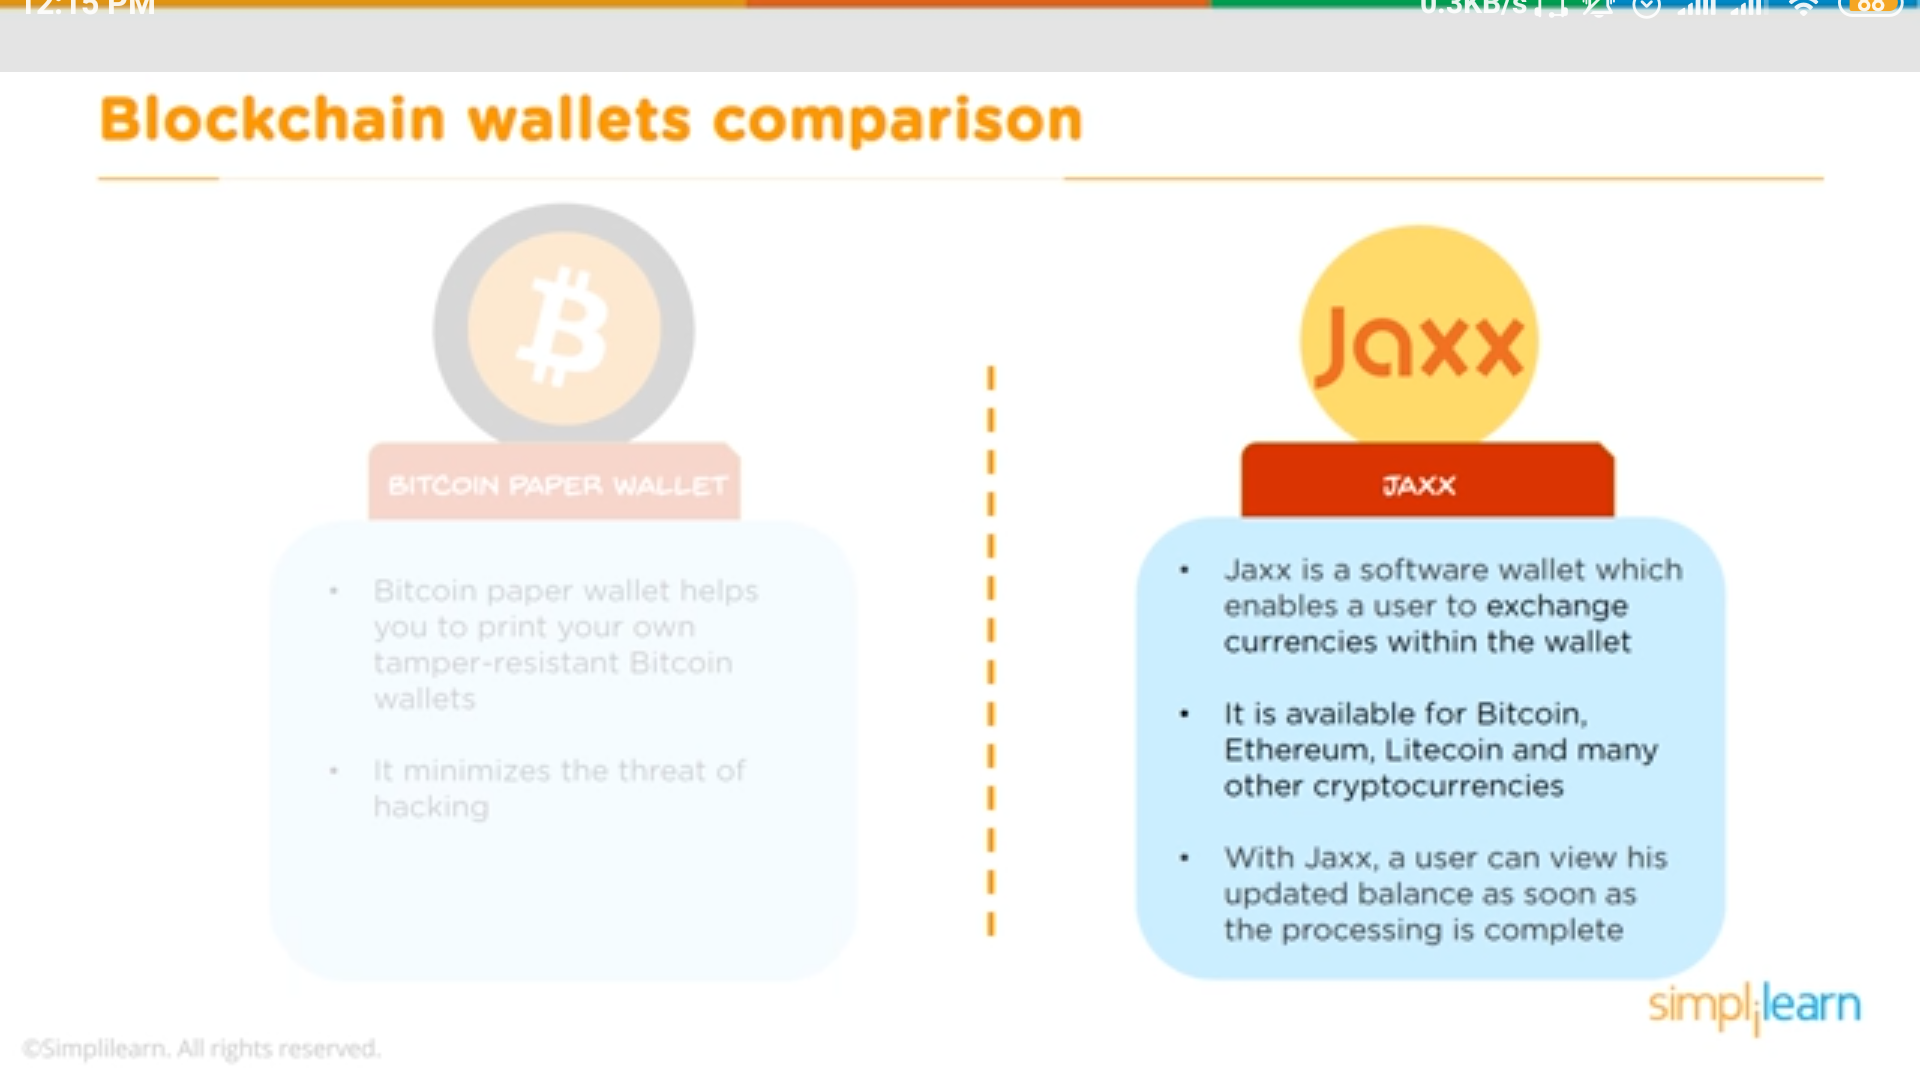 12:15 PM
0.3KB/s
Blockchain wallets comparison
BITCOIN PAPER WALLET
• Bitcoin paper wallet helps
you to print your own
tamper-resistant Bitcoin
wallets
• It minimizes the threat of
hacking
Jaxx
JAXX
• Jaxx is a software wallet which
enables a user to exchange
currencies within the wallet
• It is available for Bitcoin,
Ethereum, Litecoin and many
other cryptocurrencies
• With Jaxx, a user can view his
updated balance as soon as
the processing is complete
simplilearn
©Simplilearn. All rights reserved.